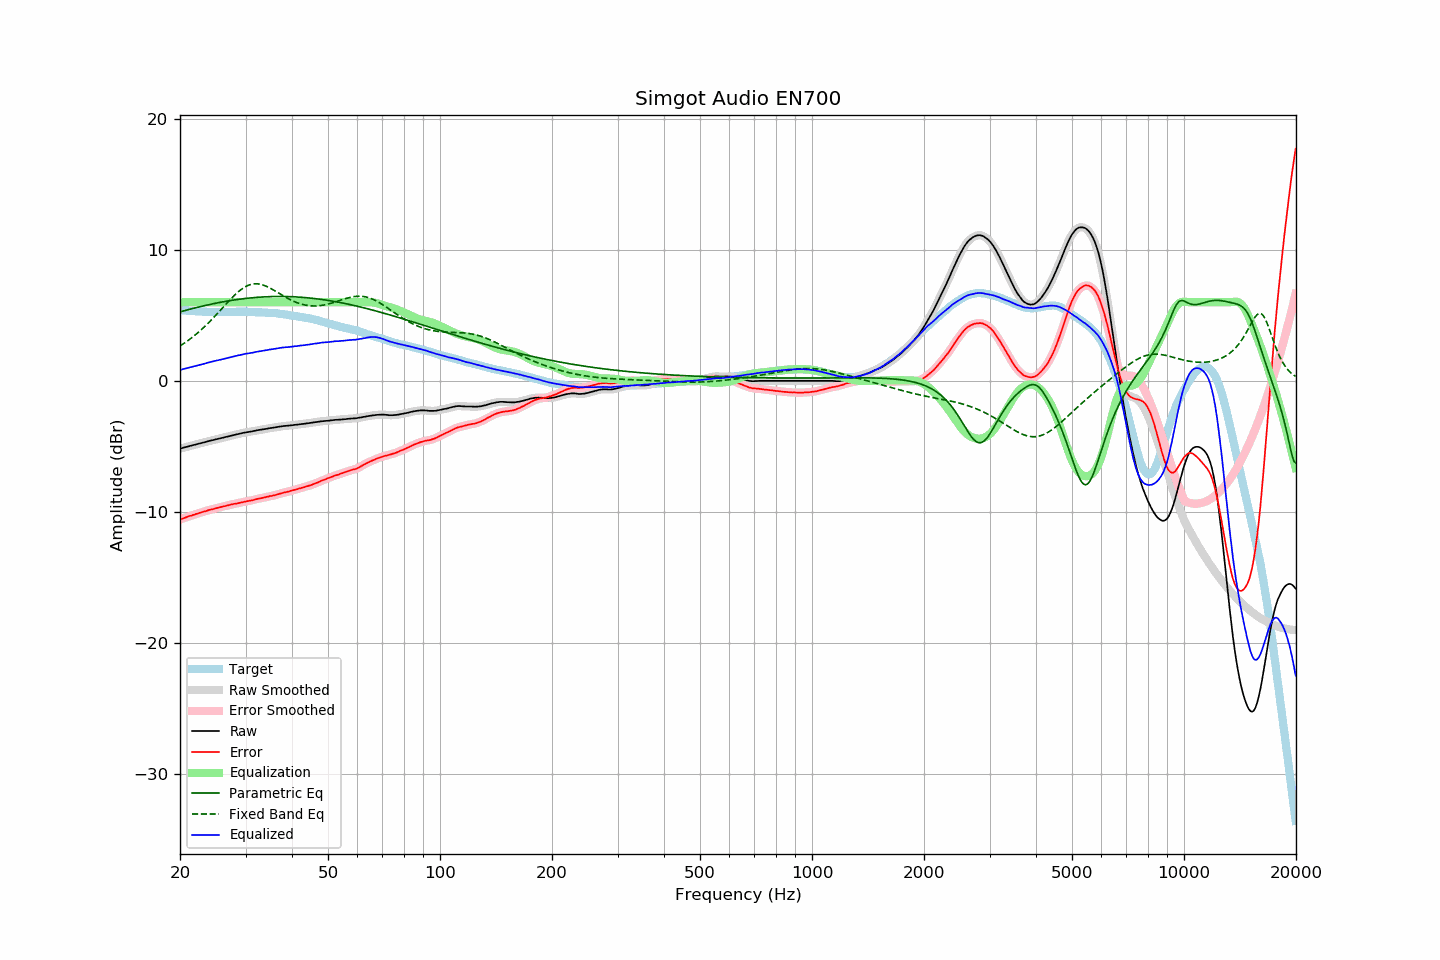 Simgot Audio EN700
20
10
0
−10
−20
−30
Amplitude (dBr)
Target
Raw Smoothed
Error Smoothed
Raw
Error
Equalization
Parametric Eq
Fixed Band Eq
Equalized
20 50 100 200 500 1000 2000 5000 10000 20000
Frequency (Hz)